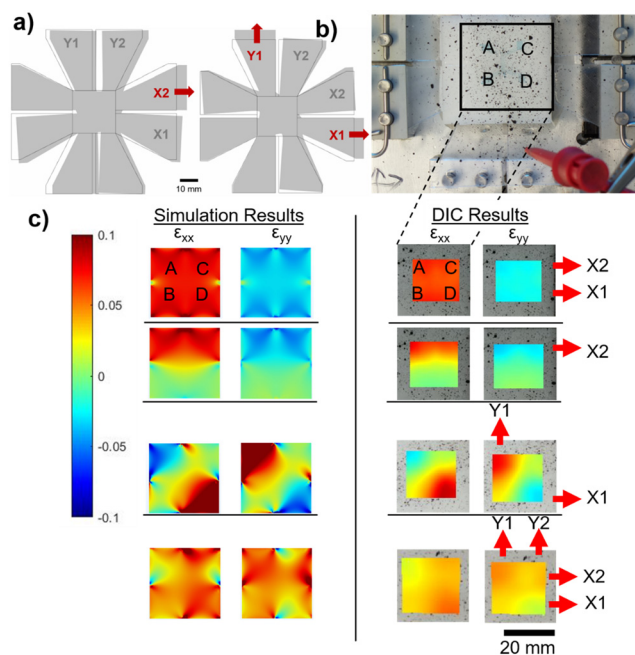 a)
Y1 Y2
X2
X1
10 mm
Y1
Y2
X2
X1
b)
A C
B D
c)
Simulation Results
εxx εyy
DIC Results
εxx εyy
0.1
0.05
0
-0.05
-0.1
A C
B D
A C
B D
X2
X1
X2
Y1
X1
Y1 Y2
X2
X1
20 mm